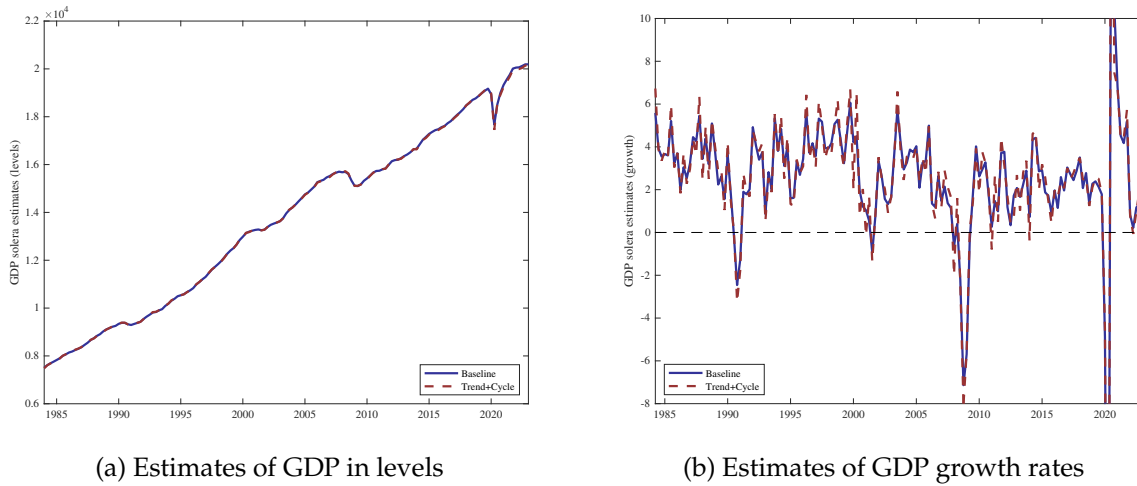 ×10⁴
2.2
2
1.8
1.6
1.4
1.2
1
0.8
0.6
GDP solera estimates (levels)
1985 1990 1995 2000 2005 2010 2015 2020
Baseline
Trend+Cycle
(a) Estimates of GDP in levels
10
8
6
4
2
0
-2
-4
-6
-8
GDP solera estimates (growth)
1985 1990 1995 2000 2005 2010 2015 2020
Baseline
Trend+Cycle
(b) Estimates of GDP growth rates